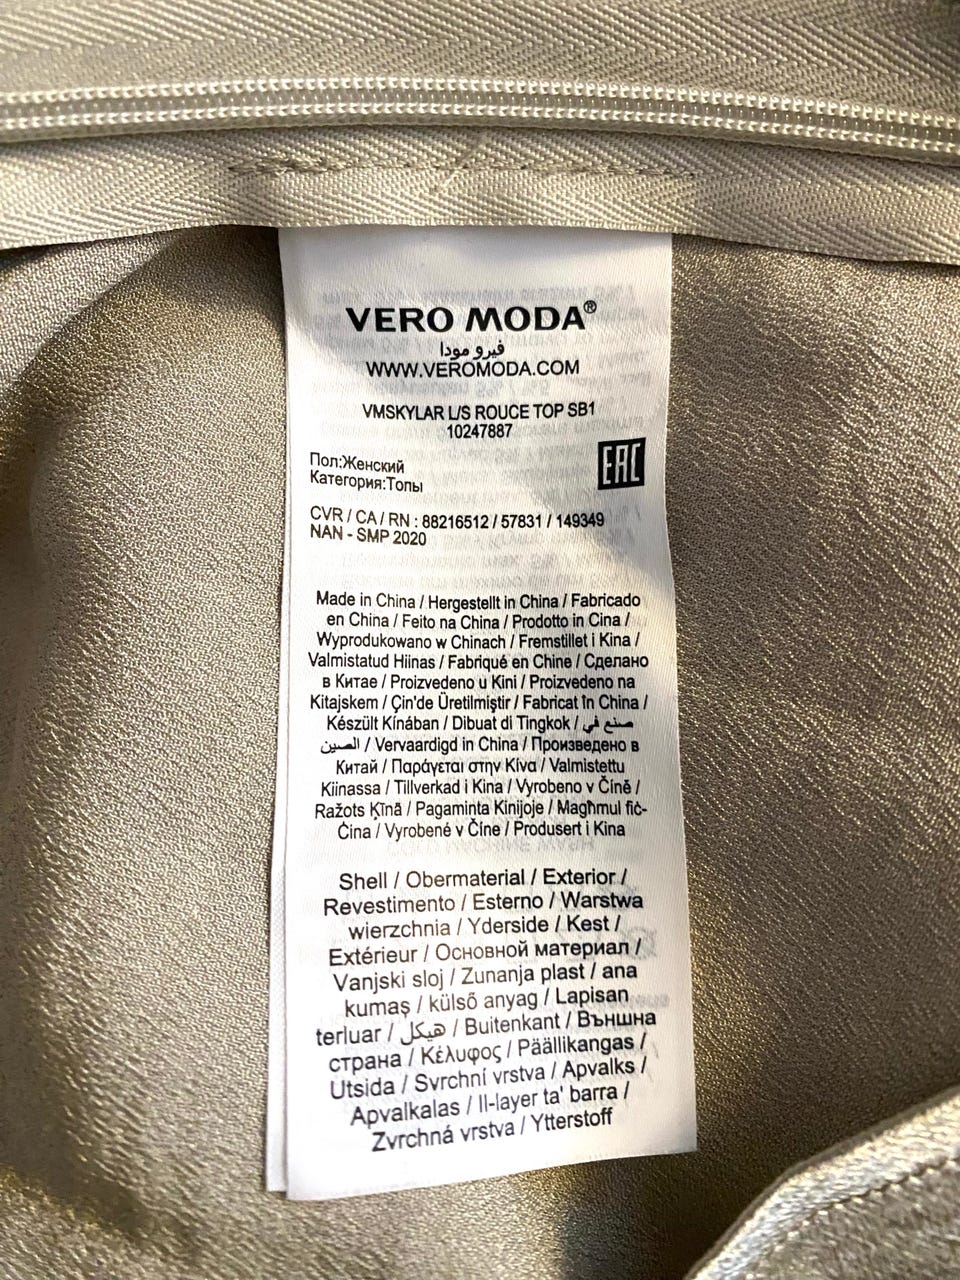 VERO MODA®
فيرو مودا
WWW.VEROMODA.COM
VMSKYLAR L/S ROUCE TOP SB1
10247887
Пол:Женский
Категория:Топы
EAC
CVR / CA / RN : 88216512 / 57831 / 149349
NAN - SMP 2020
Made in China / Hergestellt in China / Fabricado
en China / Feito na China / Prodotto in Cina /
Wyprodukowano w Chinach / Fremstillet i Kina /
Valmistatud Hiinas / Fabriqué en Chine / Сделано
в Китае / Proizvedeno u Kini / Proizvedeno na
Kitajskem / Çin'de Üretilmiştir / Fabricat în China /
Készült Kínában / Dibuat di Tingkok / صنع في
الصين / Vervaardigd in China / Произведено в
Китай / Παράγεται στην Κίνα / Valmistettu
Kiinassa / Tillverkad i Kina / Vyrobeno v Číně /
Ražots Ķīnā / Pagaminta Kinijoje / Magħmul fiċ-
Ċina / Vyrobené v Číne / Produsert i Kina
Shell / Obermaterial / Exterior /
Revestimento / Esterno / Warstwa
wierzchnia / Yderside / Kest /
Extérieur / Основной материал /
Vanjski sloj / Zunanja plast / ana
kumaş / külső anyag / Lapisan
terluar / هيكل / Buitenkant / Външна
страна / Κέλυφος / Päällikangas /
Utsida / Svrchní vrstva / Apvalks /
Apvalkalas / Il-layer ta' barra /
Zvrchná vrstva / Ytterstoff